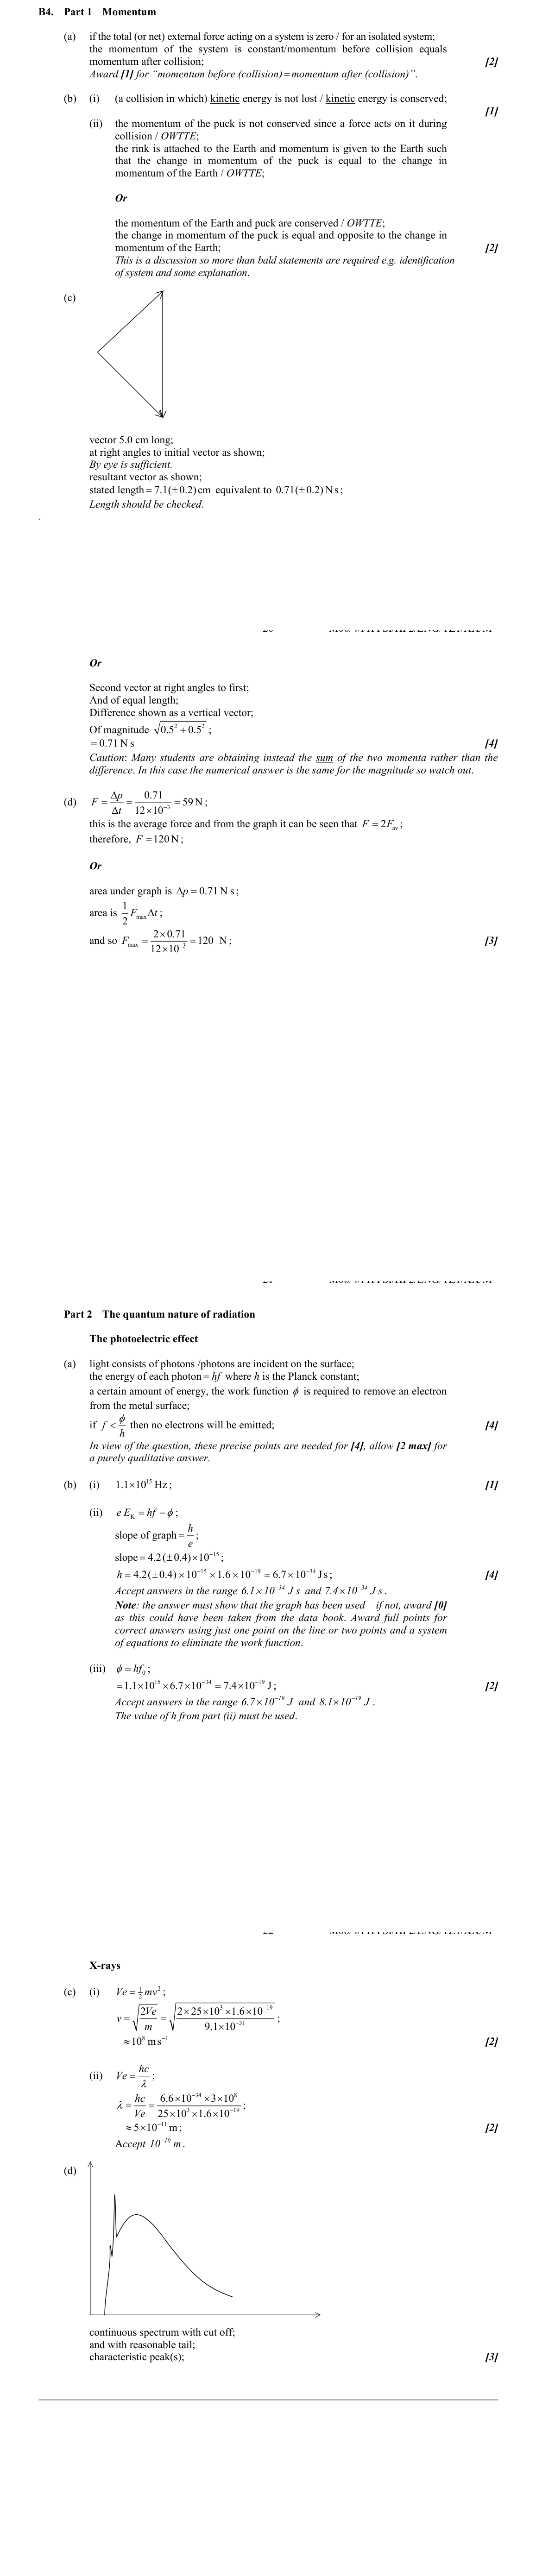 B4. Part 1 Momentum
(a) if the total (or net) external force acting on a system is zero / for an isolated system;
the momentum of the system is constant/momentum before collision equals
momentum after collision; [2]
Award [1] for “momentum before (collision) = momentum after (collision)”.
(b) (i) (a collision in which) kinetic energy is not lost / kinetic energy is conserved;
[1]
(ii) the momentum of the puck is not conserved since a force acts on it during
collision / OWTTE;
the rink is attached to the Earth and momentum is given to the Earth such
that the change in momentum of the puck is equal to the change in
momentum of the Earth / OWTTE;
Or
the momentum of the Earth and puck are conserved / OWTTE;
the change in momentum of the puck is equal and opposite to the change in
momentum of the Earth; [2]
This is a discussion so more than bald statements are required e.g. identification
of system and some explanation.
(c)
vector 5.0 cm long;
at right angles to initial vector as shown;
By eye is sufficient.
resultant vector as shown;
stated length = 7.1(±0.2) cm equivalent to 0.71(±0.2) N s;
Length should be checked.
Or
Second vector at right angles to first;
And of equal length;
Difference shown as a vertical vector;
Of magnitude √(0.5² + 0.5²) ;
= 0.71 N s [4]
Caution: Many students are obtaining instead the sum of the two momenta rather than the
difference. In this case the numerical answer is the same for the magnitude so watch out.
(d) F = Δp/Δt = 0.71/(12×10⁻³) = 59 N ;
this is the average force and from the graph it can be seen that F = 2Fav ;
therefore, F = 120 N ;
Or
area under graph is Δp = 0.71 N s ;
area is 1/2 Fmax Δt ;
and so Fmax = (2×0.71)/(12×10⁻³) = 120 N ; [3]
Part 2 The quantum nature of radiation
The photoelectric effect
(a) light consists of photons /photons are incident on the surface;
the energy of each photon = hf where h is the Planck constant;
a certain amount of energy, the work function ϕ is required to remove an electron
from the metal surface;
if f < ϕ/h then no electrons will be emitted; [4]
In view of the question, these precise points are needed for [4], allow [2 max] for
a purely qualitative answer.
(b) (i) 1.1×10¹⁵ Hz ; [1]
(ii) e EK = hf − ϕ ;
slope of graph = h/e ;
slope = 4.2 (±0.4)×10⁻¹⁵ ;
h = 4.2(±0.4) ×10⁻¹⁵ ×1.6×10⁻¹⁹ = 6.7×10⁻³⁴ J s ; [4]
Accept answers in the range 6.1×10⁻³⁴ J s and 7.4×10⁻³⁴ J s .
Note: the answer must show that the graph has been used – if not, award [0]
as this could have been taken from the data book. Award full points for
correct answers using just one point on the line or two points and a system
of equations to eliminate the work function.
(iii) ϕ = hf₀ ;
= 1.1×10¹⁵ ×6.7×10⁻³⁴ = 7.4×10⁻¹⁹ J ; [2]
Accept answers in the range 6.7×10⁻¹⁹ J and 8.1×10⁻¹⁹ J .
The value of h from part (ii) must be used.
X-rays
(c) (i) Ve = ½mv² ;
v = √(2Ve/m) = √((2×25×10³×1.6×10⁻¹⁹)/(9.1×10⁻³¹)) ;
≈ 10⁸ m s⁻¹ [2]
(ii) Ve = hc/λ ;
λ = hc/Ve = (6.6×10⁻³⁴×3×10⁸)/(25×10³×1.6×10⁻¹⁹) ;
≈ 5×10⁻¹¹ m ; [2]
Accept 10⁻¹⁰ m .
(d)
continuous spectrum with cut off;
and with reasonable tail;
characteristic peak(s); [3]